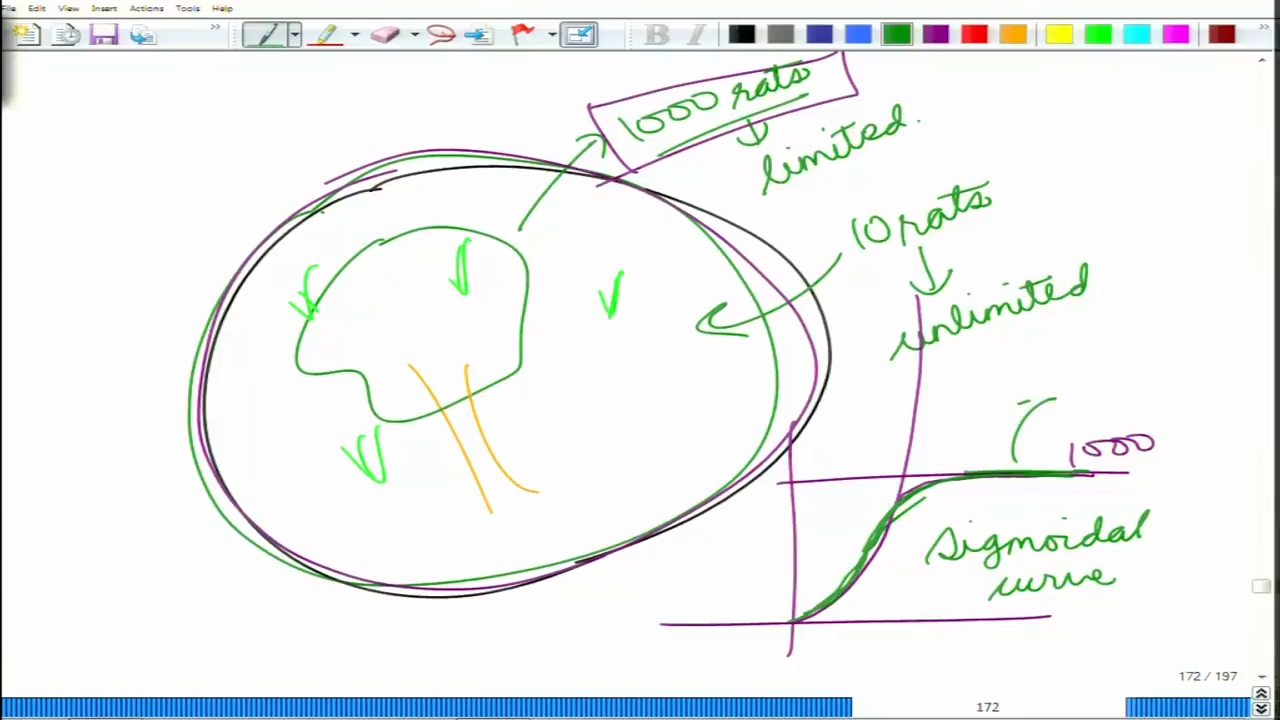 File Edit View Insert Actions Tools Help
B I
1000 rats
limited.
10 rats
unlimited
1000
sigmoidal
curve
172 / 197
172